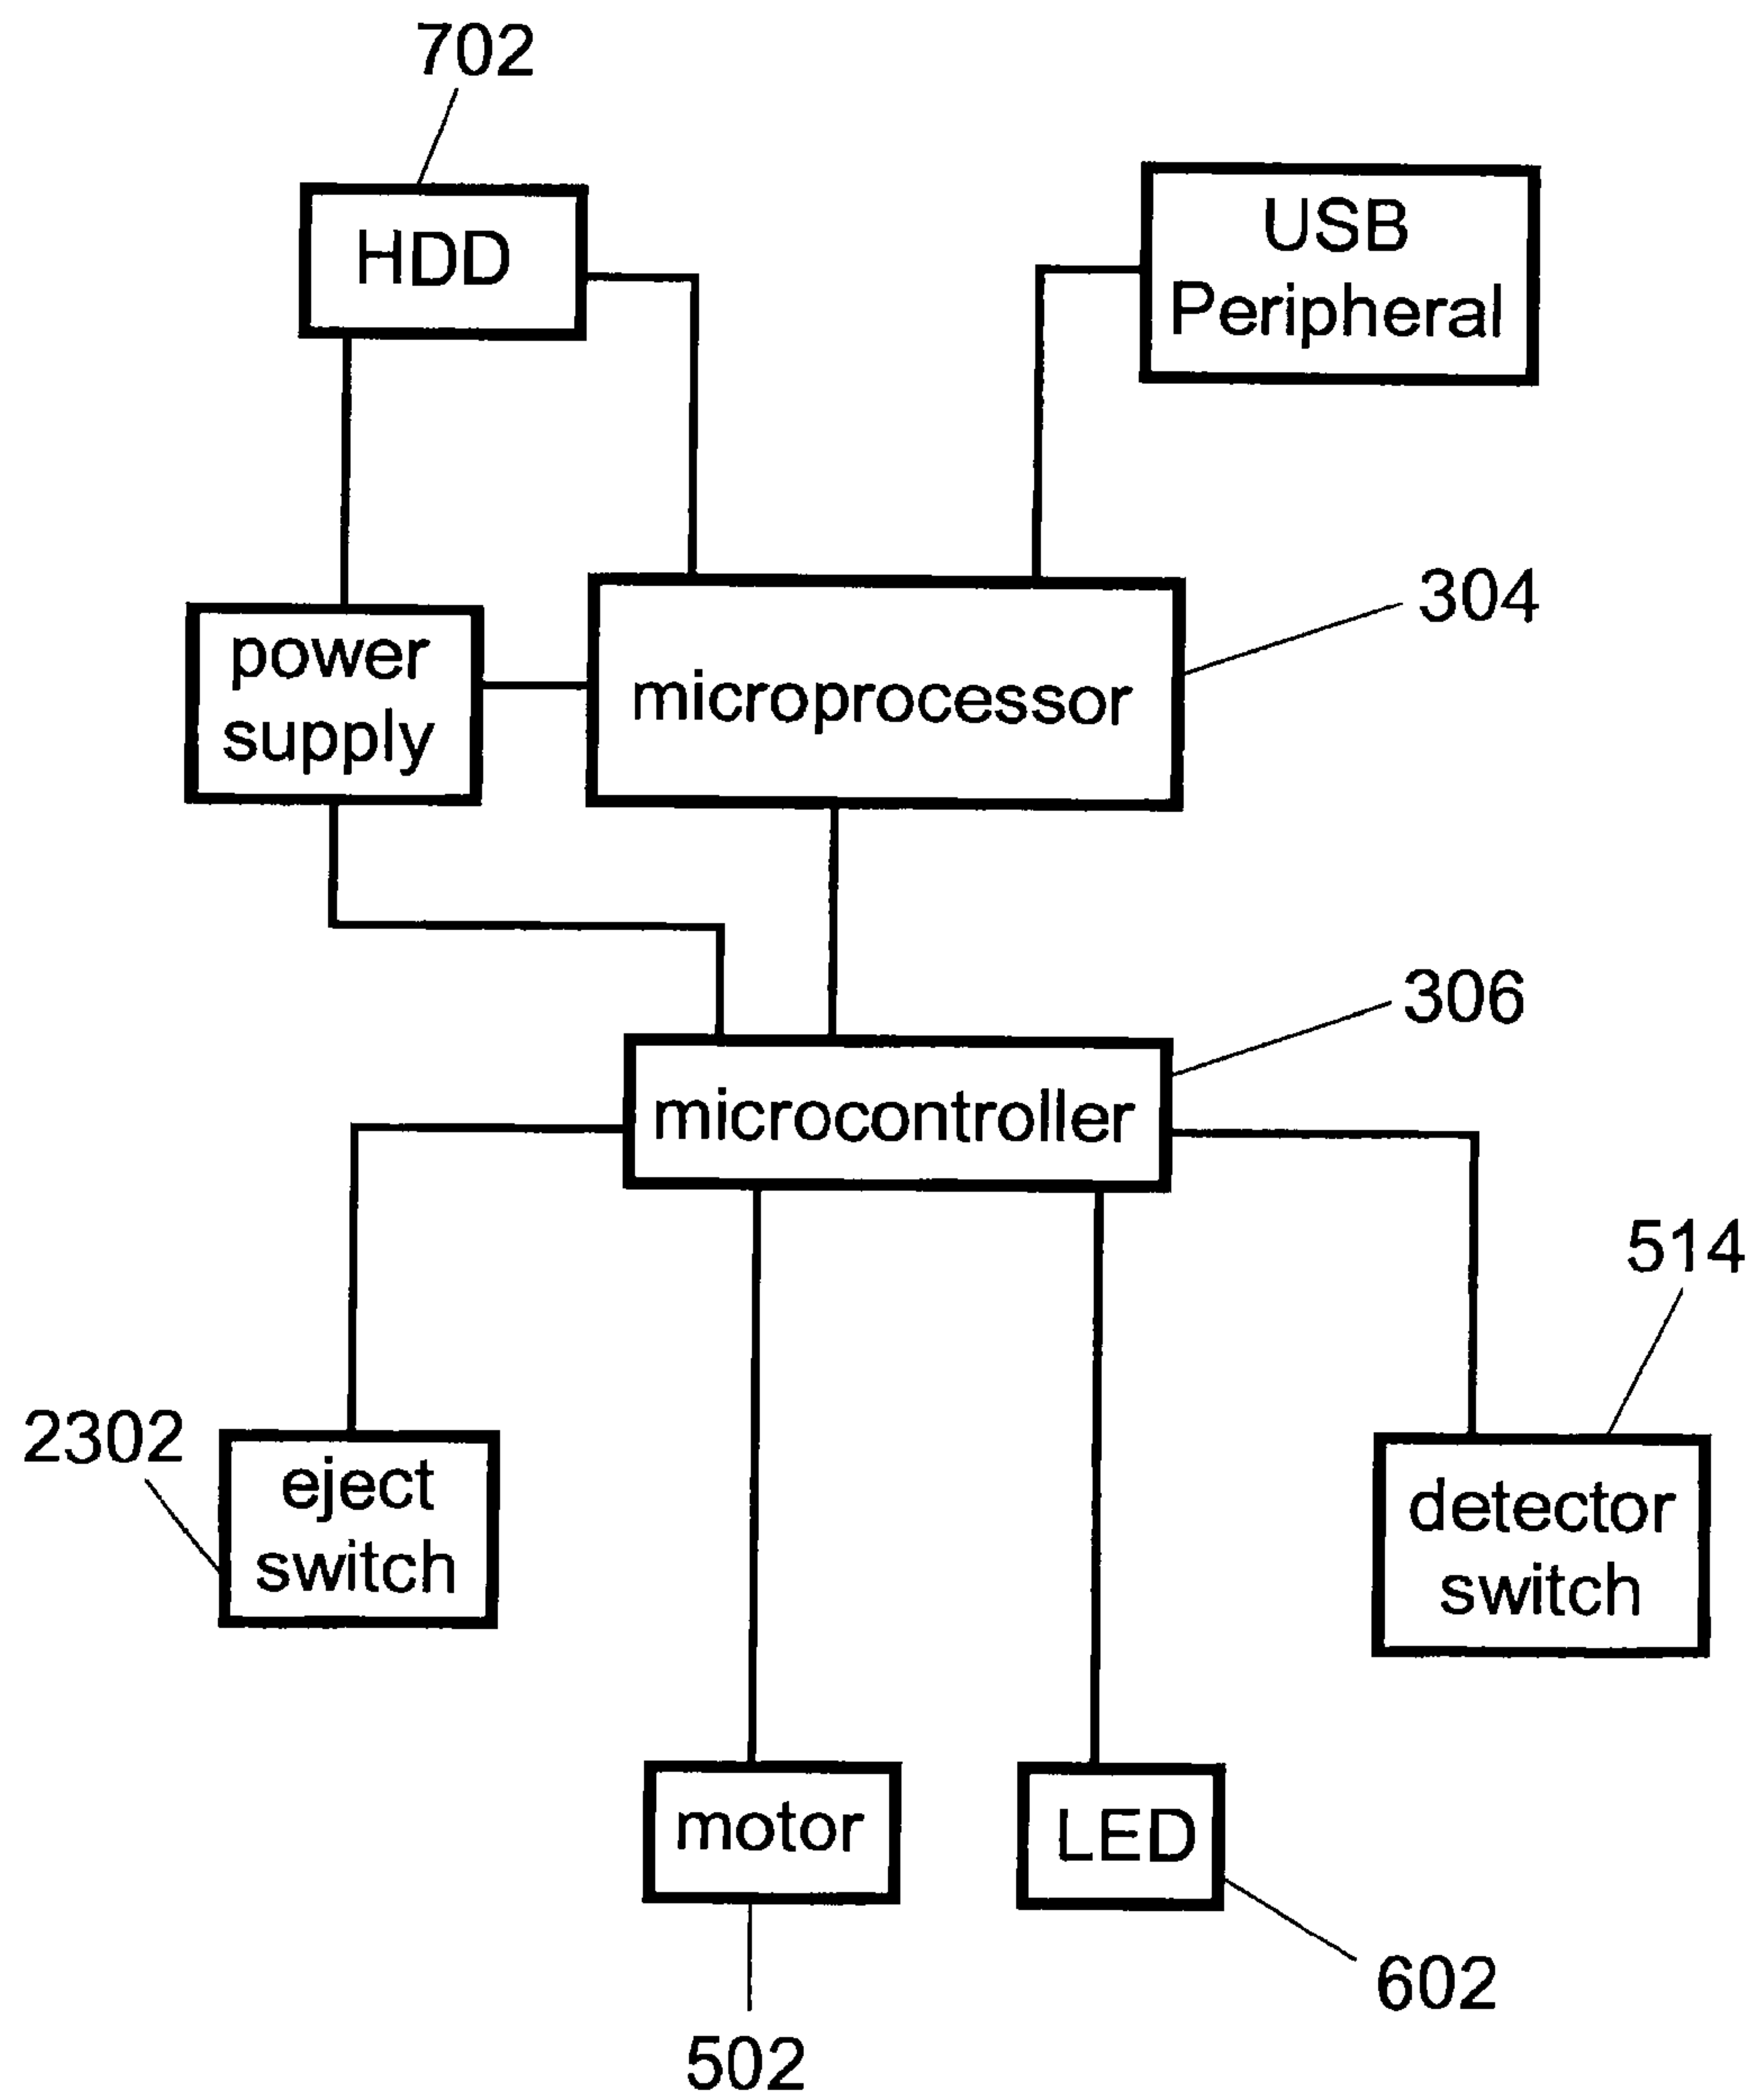 702
HDD
USB
Peripheral
304
power
supply
microprocessor
306
microcontroller
514
2302
eject
switch
detector
switch
motor
LED
602
502